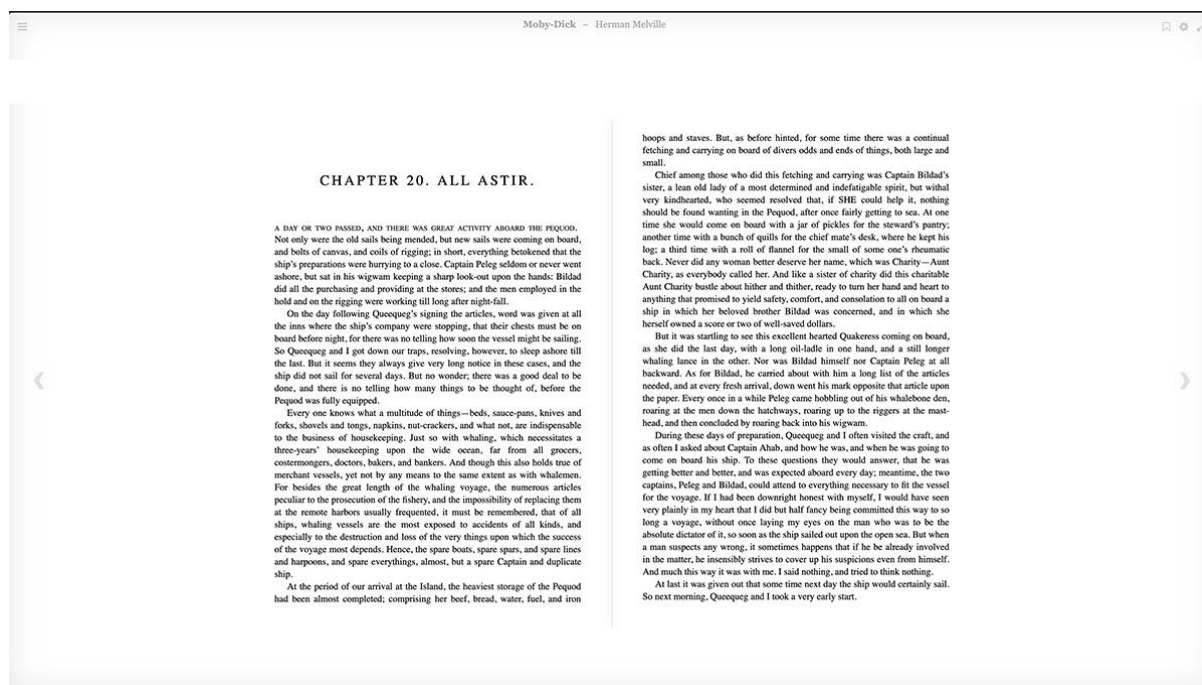 Moby-Dick – Herman Melville
CHAPTER 20. ALL ASTIR.
A DAY OR TWO PASSED, AND THERE WAS GREAT ACTIVITY ABOARD THE PEQUOD.
Not only were the old sails being mended, but new sails were coming on board,
and bolts of canvas, and coils of rigging; in short, everything betokened that the
ship's preparations were hurrying to a close. Captain Peleg seldom or never went
ashore, but sat in his wigwam keeping a sharp look-out upon the hands: Bildad
did all the purchasing and providing at the stores; and the men employed in the
hold and on the rigging were working till long after night-fall.
On the day following Queequeg's signing the articles, word was given at all
the inns where the ship's company were stopping, that their chests must be on
board before night, for there was no telling how soon the vessel might be sailing.
So Queequeg and I got down our traps, resolving, however, to sleep ashore till
the last. But it seems they always give very long notice in these cases, and the
ship did not sail for several days. But no wonder; there was a good deal to be
done, and there is no telling how many things to be thought of, before the
Pequod was fully equipped.
Every one knows what a multitude of things—beds, sauce-pans, knives and
forks, shovels and tongs, napkins, nut-crackers, and what not, are indispensable
to the business of housekeeping. Just so with whaling, which necessitates a
three-years' housekeeping upon the wide ocean, far from all grocers,
costermongers, doctors, bakers, and bankers. And though this also holds true of
merchant vessels, yet not by any means to the same extent as with whalemen.
For besides the great length of the whaling voyage, the numerous articles
peculiar to the prosecution of the fishery, and the impossibility of replacing them
at the remote harbors usually frequented, it must be remembered, that of all
ships, whaling vessels are the most exposed to accidents of all kinds, and
especially to the destruction and loss of the very things upon which the success
of the voyage most depends. Hence, the spare boats, spare spars, and spare lines
and harpoons, and spare everythings, almost, but a spare Captain and duplicate
ship.
At the period of our arrival at the Island, the heaviest storage of the Pequod
had been almost completed; comprising her beef, bread, water, fuel, and iron
hoops and staves. But, as before hinted, for some time there was a continual
fetching and carrying on board of divers odds and ends of things, both large and
small.
Chief among those who did this fetching and carrying was Captain Bildad's
sister, a lean old lady of a most determined and indefatigable spirit, but withal
very kindhearted, who seemed resolved that, if SHE could help it, nothing
should be found wanting in the Pequod, after once fairly getting to sea. At one
time she would come on board with a jar of pickles for the steward's pantry;
another time with a bunch of quills for the chief mate's desk, where he kept his
log; a third time with a roll of flannel for the small of some one's rheumatic
back. Never did any woman better deserve her name, which was Charity—Aunt
Charity, as everybody called her. And like a sister of charity did this charitable
Aunt Charity bustle about hither and thither, ready to turn her hand and heart to
anything that promised to yield safety, comfort, and consolation to all on board a
ship in which her beloved brother Bildad was concerned, and in which she
herself owned a score or two of well-saved dollars.
But it was startling to see this excellent hearted Quakeress coming on board,
as she did the last day, with a long oil-ladle in one hand, and a still longer
whaling lance in the other. Nor was Bildad himself nor Captain Peleg at all
backward. As for Bildad, he carried about with him a long list of the articles
needed, and at every fresh arrival, down went his mark opposite that article upon
the paper. Every once in a while Peleg came hobbling out of his whalebone den,
roaring at the men down the hatchways, roaring up to the riggers at the mast-
head, and then concluded by roaring back into his wigwam.
During these days of preparation, Queequeg and I often visited the craft, and
as often I asked about Captain Ahab, and how he was, and when he was going to
come on board his ship. To these questions they would answer, that he was
getting better and better, and was expected aboard every day; meantime, the two
captains, Peleg and Bildad, could attend to everything necessary to fit the vessel
for the voyage. If I had been downright honest with myself, I would have seen
very plainly in my heart that I did but half fancy being committed this way to so
long a voyage, without once laying my eyes on the man who was to be the
absolute dictator of it, so soon as the ship sailed out upon the open sea. But when
a man suspects any wrong, it sometimes happens that if he be already involved
in the matter, he insensibly strives to cover up his suspicions even from himself.
And much this way it was with me. I said nothing, and tried to think nothing.
At last it was given out that some time next day the ship would certainly sail.
So next morning, Queequeg and I took a very early start.